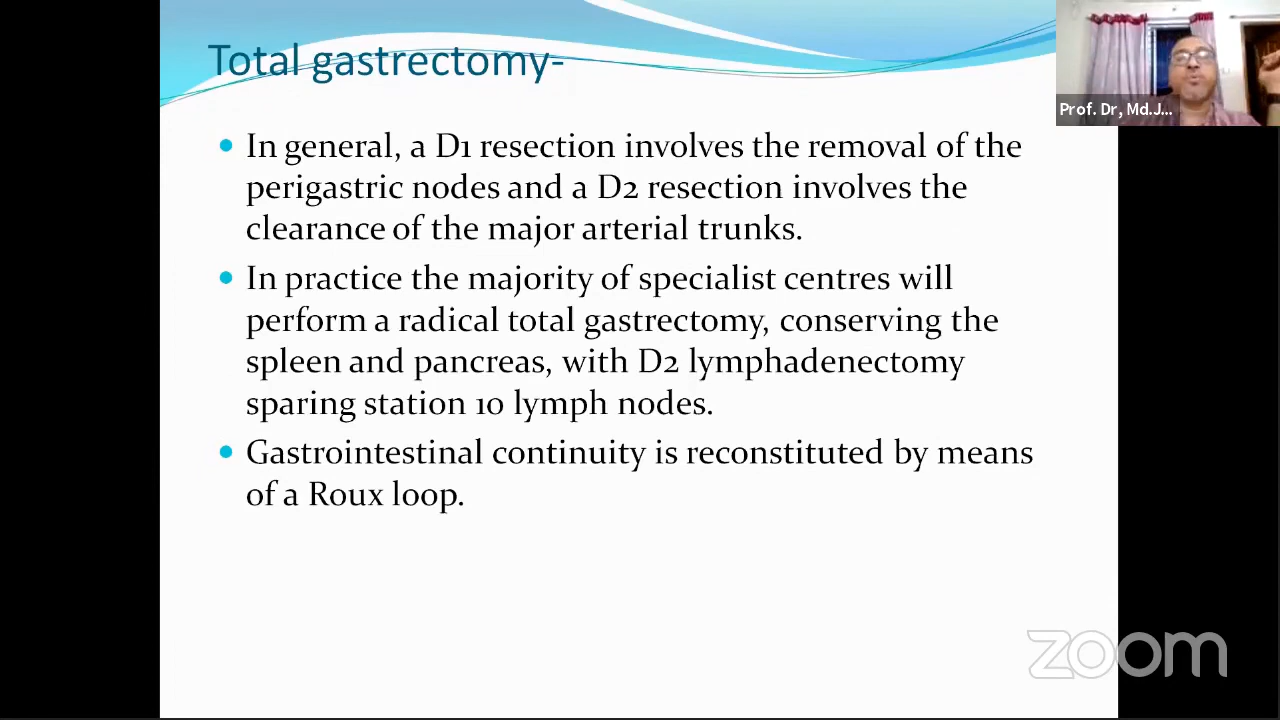 Total gastrectomy-
Prof. Dr, Md.J...
In general, a D1 resection involves the removal of the
perigastric nodes and a D2 resection involves the
clearance of the major arterial trunks.
In practice the majority of specialist centres will
perform a radical total gastrectomy, conserving the
spleen and pancreas, with D2 lymphadenectomy
sparing station 10 lymph nodes.
Gastrointestinal continuity is reconstituted by means
of a Roux loop.
zoom